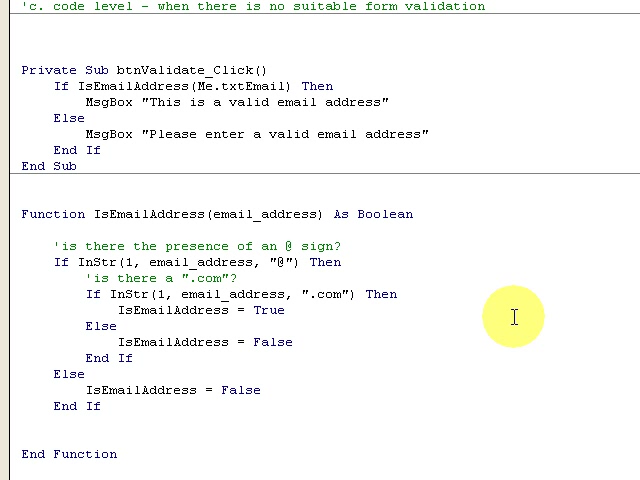 'c. code level - when there is no suitable form validation
Private Sub btnValidate_Click()
If IsEmailAddress(Me.txtEmail) Then
MsgBox "This is a valid email address"
Else
MsgBox "Please enter a valid email address"
End If
End Sub
Function IsEmailAddress(email_address) As Boolean
'is there the presence of an @ sign?
If InStr(1, email_address, "@") Then
'is there a ".com"?
If InStr(1, email_address, ".com") Then
IsEmailAddress = True
Else
IsEmailAddress = False
End If
Else
IsEmailAddress = False
End If
End Function